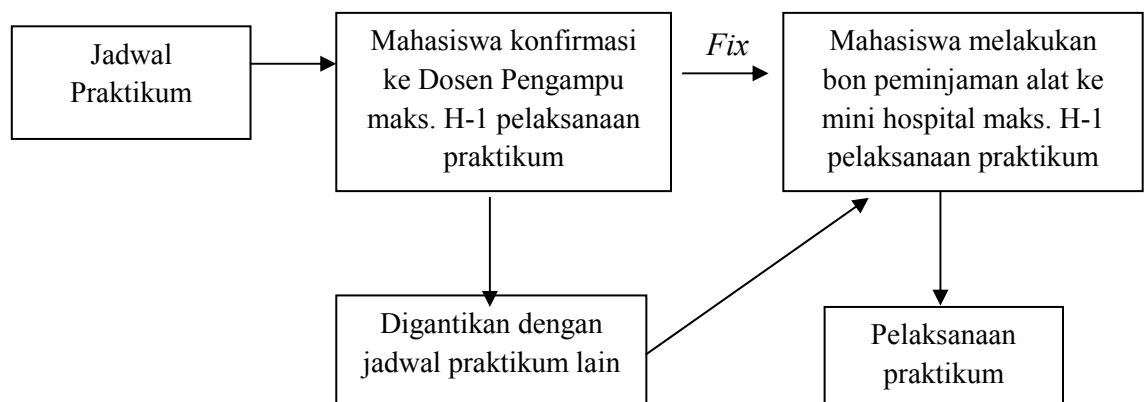 Jadwal
Praktikum
Mahasiswa konfirmasi
ke Dosen Pengampu
maks. H-1 pelaksanaan
praktikum
Fix
Mahasiswa melakukan
bon peminjaman alat ke
mini hospital maks. H-1
pelaksanaan praktikum
Digantikan dengan
jadwal praktikum lain
Pelaksanaan
praktikum